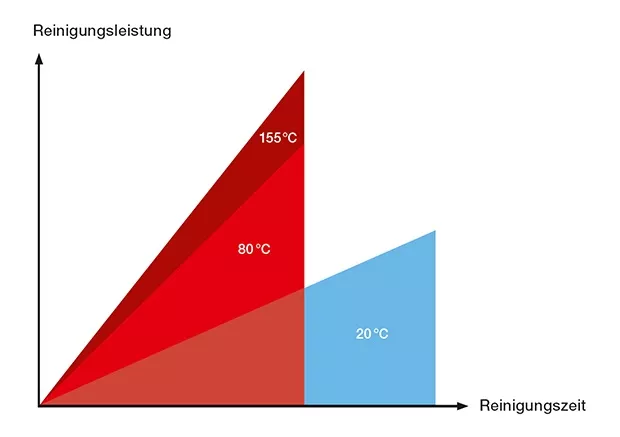 Reinigungsleistung
155 °C
80 °C
20 °C
Reinigungszeit